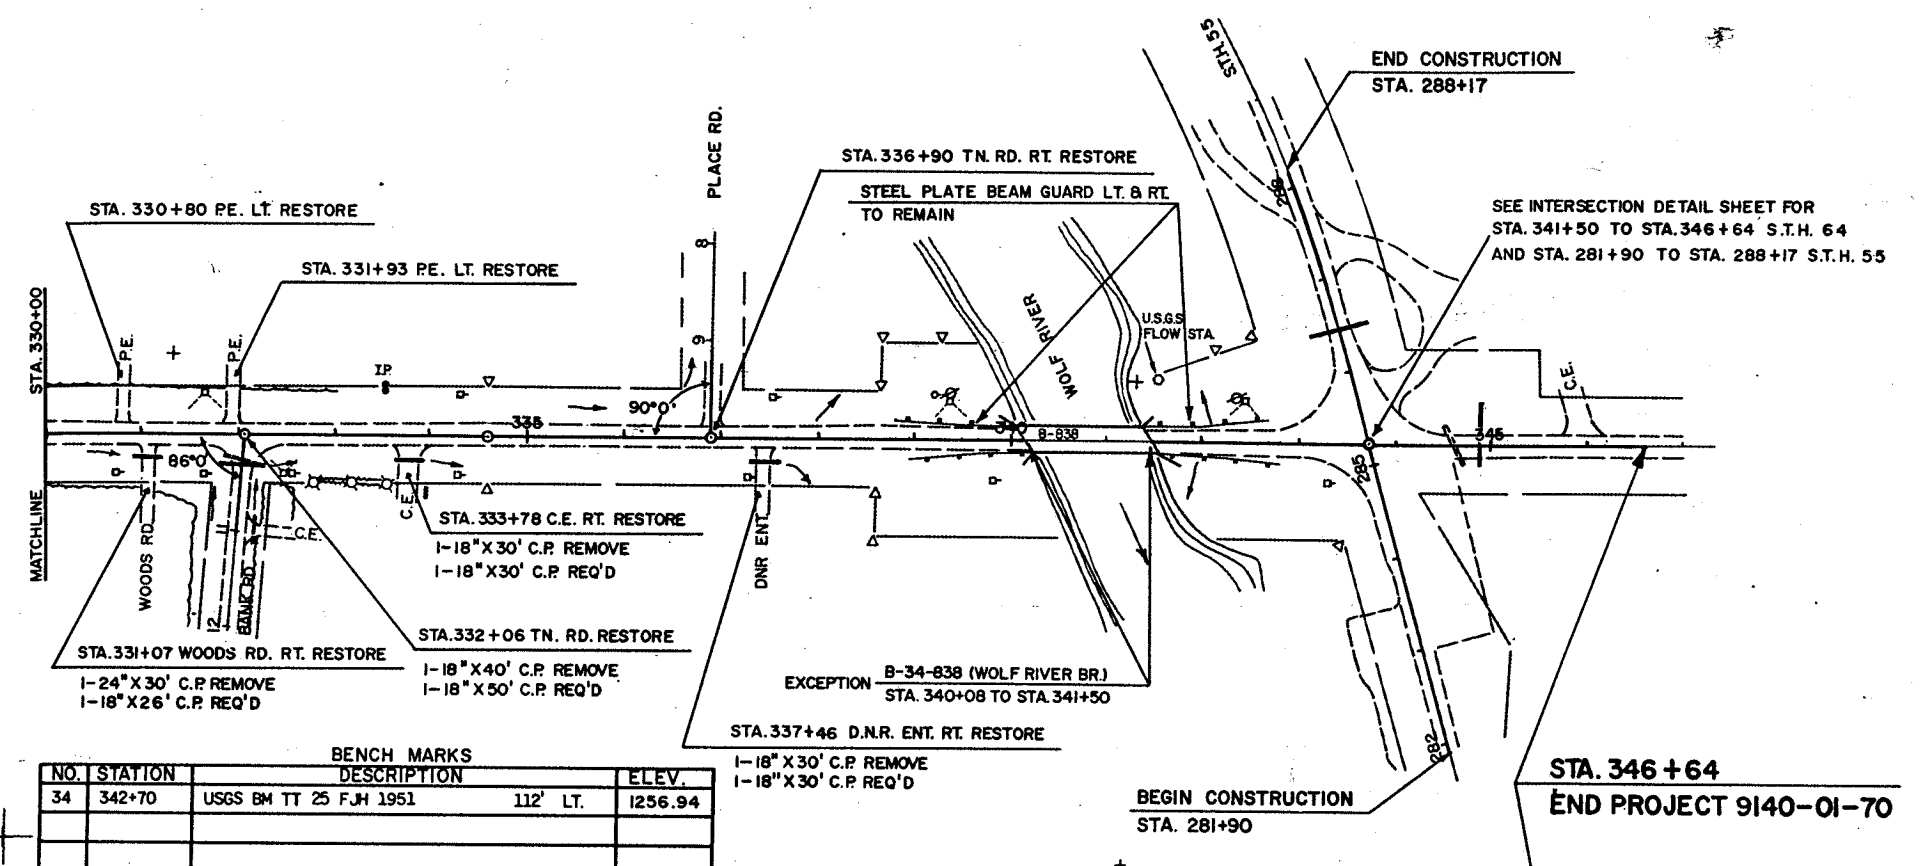 S.T.H. 55
END CONSTRUCTION
STA. 288+17
PLACE RD.
STA. 336+90 TN. RD. RT. RESTORE
STEEL PLATE BEAM GUARD LT. & RT.
TO REMAIN
288
SEE INTERSECTION DETAIL SHEET FOR
STA. 341+50 TO STA. 346+64 S.T.H. 64
AND STA. 281+90 TO STA. 288+17 S.T.H. 55
STA. 330+80 P.E. LT. RESTORE
STA. 331+93 P.E. LT. RESTORE
8
9
MATCHLINE STA. 330+00
P.E.
P.E.
I.P.
WOLF RIVER
U.S.G.S
FLOW STA.
C.E.
90°0'
335
B-838
345
285
86°0'
WOODS RD.
12
BANK RD.
C.E.
C.E.
STA. 333+78 C.E. RT. RESTORE
1-18"X30' C.P. REMOVE
1-18"X30' C.P. REQ'D
DNR ENT.
STA. 331+07 WOODS RD. RT. RESTORE
1-24"X30' C.P. REMOVE
1-18"X26' C.P. REQ'D
STA. 332+06 TN. RD. RESTORE
1-18"X40' C.P. REMOVE
1-18"X50' C.P. REQ'D
EXCEPTION
B-34-838 (WOLF RIVER BR.)
STA. 340+08 TO STA. 341+50
STA. 337+46 D.N.R. ENT. RT. RESTORE
1-18"X30' C.P. REMOVE
1-18"X30' C.P. REQ'D
282
BEGIN CONSTRUCTION
STA. 281+90
STA. 346+64
END PROJECT 9140-01-70
BENCH MARKS
NO. STATION DESCRIPTION ELEV.
34 342+70 USGS BM TT 25 FJH 1951 112' LT. 1256.94